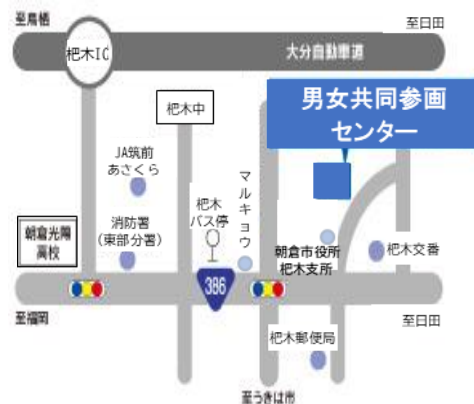 至鳥栖
至日田
杷木IC
大分自動車道
男女共同参画
センター
杷木中
JA筑前
あさくら
マルキョウ
杷木
バス停
朝倉光陽
高校
消防署
(東部分署)
朝倉市役所
杷木支所
杷木交番
386
至福岡
至日田
杷木郵便局
至うきは市